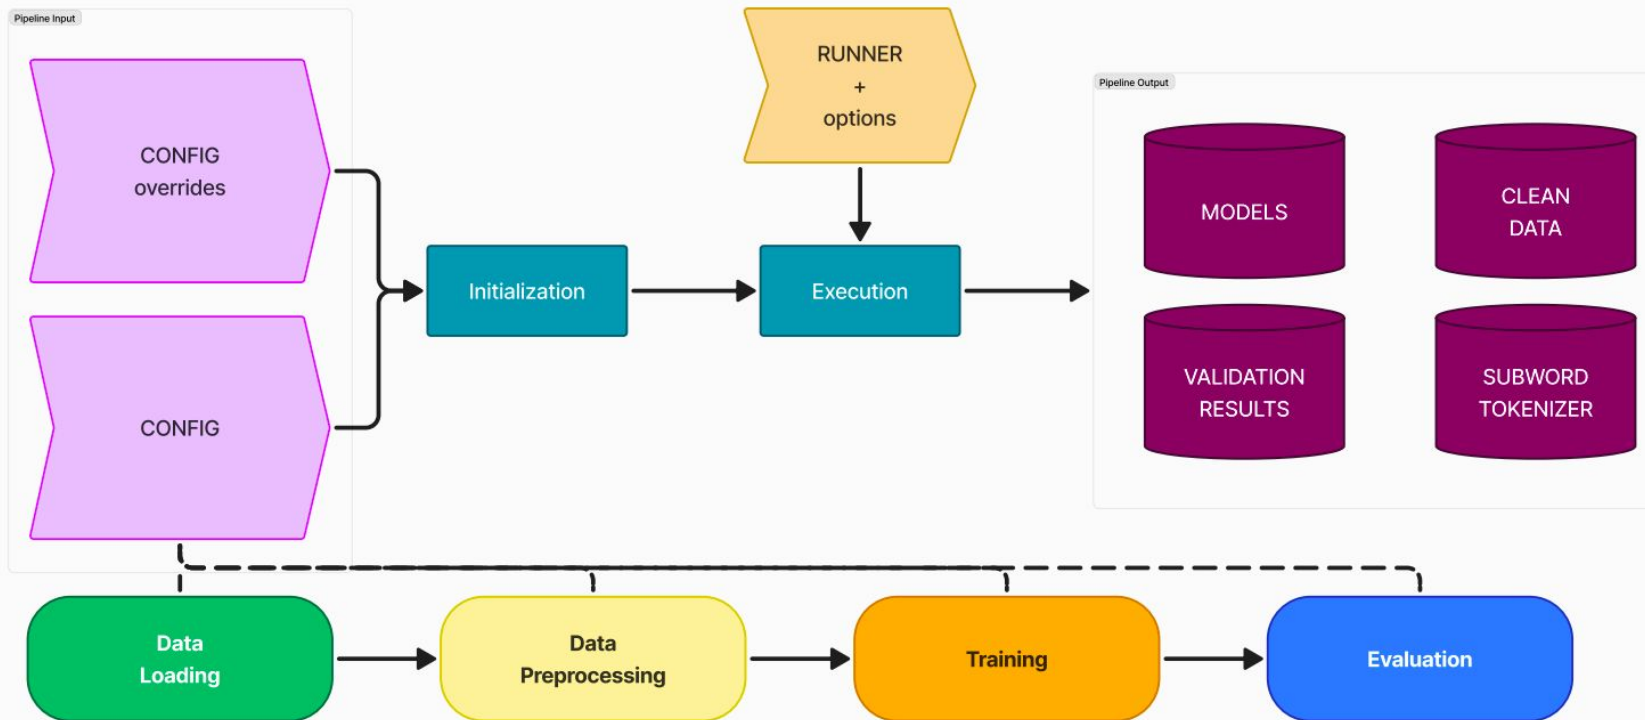 Pipeline Input
CONFIG
overrides
CONFIG
RUNNER
+
options
Initialization
Execution
Pipeline Output
MODELS
CLEAN
DATA
VALIDATION
RESULTS
SUBWORD
TOKENIZER
Data
Loading
Data
Preprocessing
Training
Evaluation